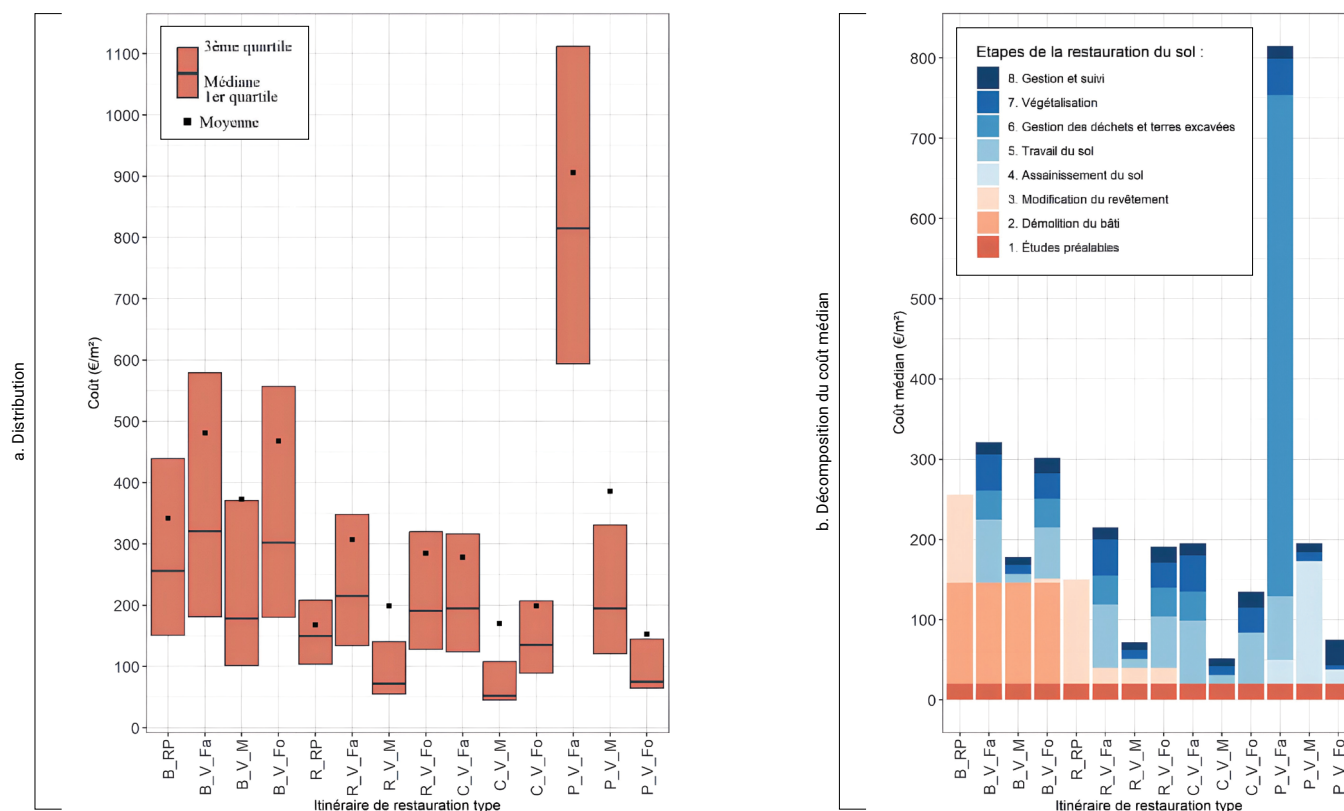 a. Distribution
Coût (€/m²)
3ème quartile
Médiane
1er quartile
Moyenne
1100
1000
900
800
700
600
500
400
300
200
100
0
B_RP
B_V_Fa
B_V_M
B_V_Fo
R_RP
R_V_Fa
R_V_M
R_V_Fo
C_V_Fa
C_V_M
C_V_Fo
P_V_Fa
P_V_M
P_V_Fo
Itinéraire de restauration type
b. Décomposition du coût médian
Coût médian (€/m²)
Etapes de la restauration du sol :
8. Gestion et suivi
7. Végétalisation
6. Gestion des déchets et terres excavées
5. Travail du sol
4. Assainissement du sol
3. Modification du revêtement
2. Démolition du bâti
1. Études préalables
800
700
600
500
400
300
200
100
0
B_RP
B_V_Fa
B_V_M
B_V_Fo
R_RP
R_V_Fa
R_V_M
R_V_Fo
C_V_Fa
C_V_M
C_V_Fo
P_V_Fa
P_V_M
P_V_Fo
Itinéraire de restauration type